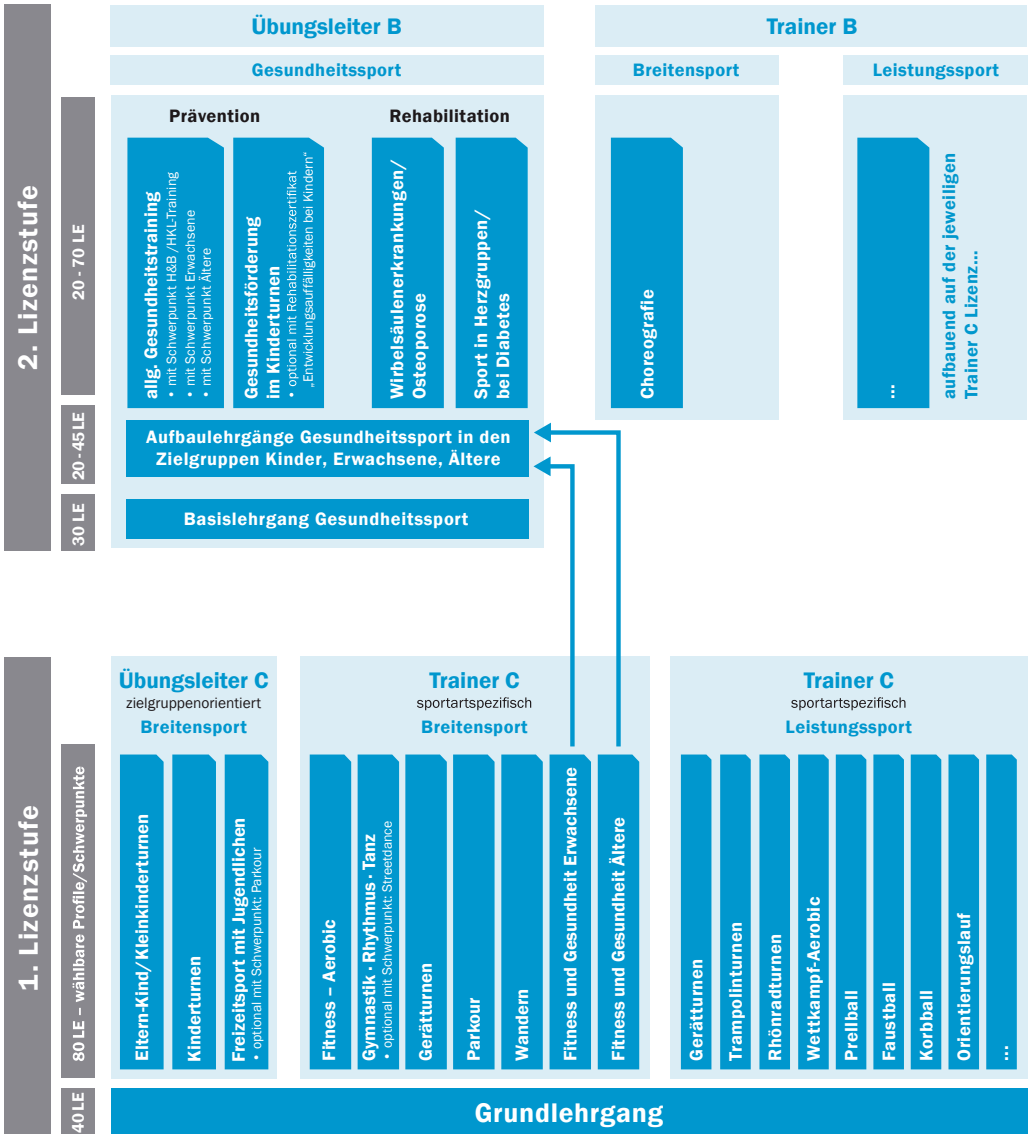 2. Lizenzstufe
Übungsleiter B
Trainer B
Gesundheitssport
Breitensport
Leistungssport
20 - 70 LE
Prävention
Rehabilitation
allg. Gesundheitstraining
• mit Schwerpunkt H&B /HKL-Training
• mit Schwerpunkt Erwachsene
• mit Schwerpunkt Ältere
Gesundheitsförderung
im Kinderturnen
• optional mit Rehabilitationszertifikat
„Entwicklungsauffälligkeiten bei Kindern“
Wirbelsäulenerkrankungen/
Osteoporose
Sport in Herzgruppen/
bei Diabetes
Choreografie
...
aufbauend auf der jeweiligen
Trainer C Lizenz...
20 - 45 LE
Aufbaulehrgänge Gesundheitssport in den
Zielgruppen Kinder, Erwachsene, Ältere
30 LE
Basislehrgang Gesundheitssport
1. Lizenzstufe
Übungsleiter C
zielgruppenorientiert
Breitensport
Trainer C
sportartspezifisch
Breitensport
Trainer C
sportartspezifisch
Leistungssport
80 LE – wählbare Profile/Schwerpunkte
Eltern-Kind/Kleinkinderturnen
Kinderturnen
Freizeitsport mit Jugendlichen
• optional mit Schwerpunkt: Parkour
Fitness – Aerobic
Gymnastik · Rhythmus · Tanz
• optional mit Schwerpunkt: Streetdance
Gerätturnen
Parkour
Wandern
Fitness und Gesundheit Erwachsene
Fitness und Gesundheit Ältere
Gerätturnen
Trampolinturnen
Rhönradturnen
Wettkampf-Aerobic
Prellball
Faustball
Korbball
Orientierungslauf
...
40 LE
Grundlehrgang